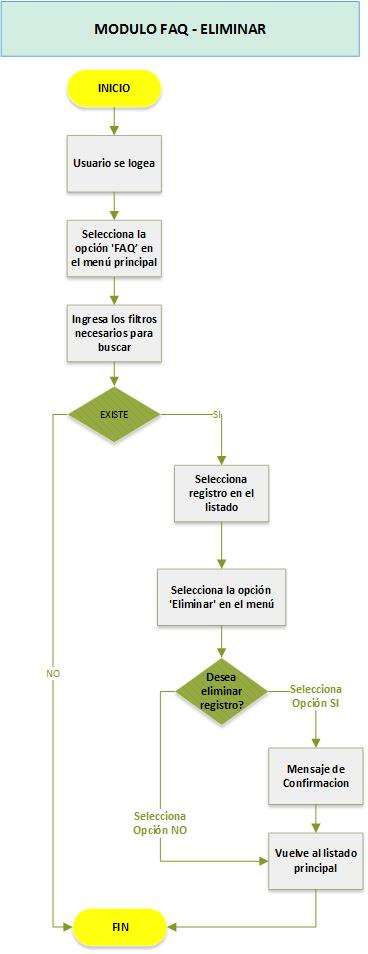 MODULO FAQ - ELIMINAR
INICIO
Usuario se logea
Selecciona la
opción 'FAQ' en
el menú principal
Ingresa los filtros
necesarios para
buscar
EXISTE
SI
Selecciona
registro en el
listado
Selecciona la opción
'Eliminar' en el menú
NO
Desea
eliminar
registro?
Selecciona
Opción SI
Mensaje de
Confirmacion
Selecciona
Opción NO
Vuelve al listado
principal
FIN